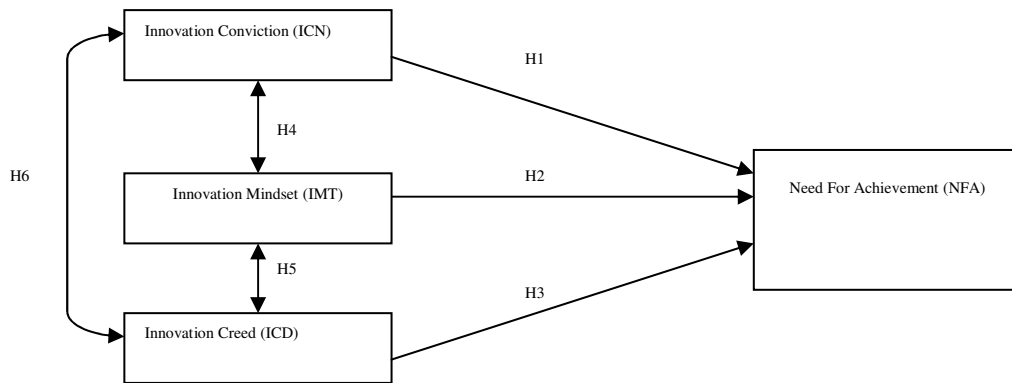 Innovation Conviction (ICN)
H1
H4
H6
Innovation Mindset (IMT)
H2
Need For Achievement (NFA)
H5
H3
Innovation Creed (ICD)